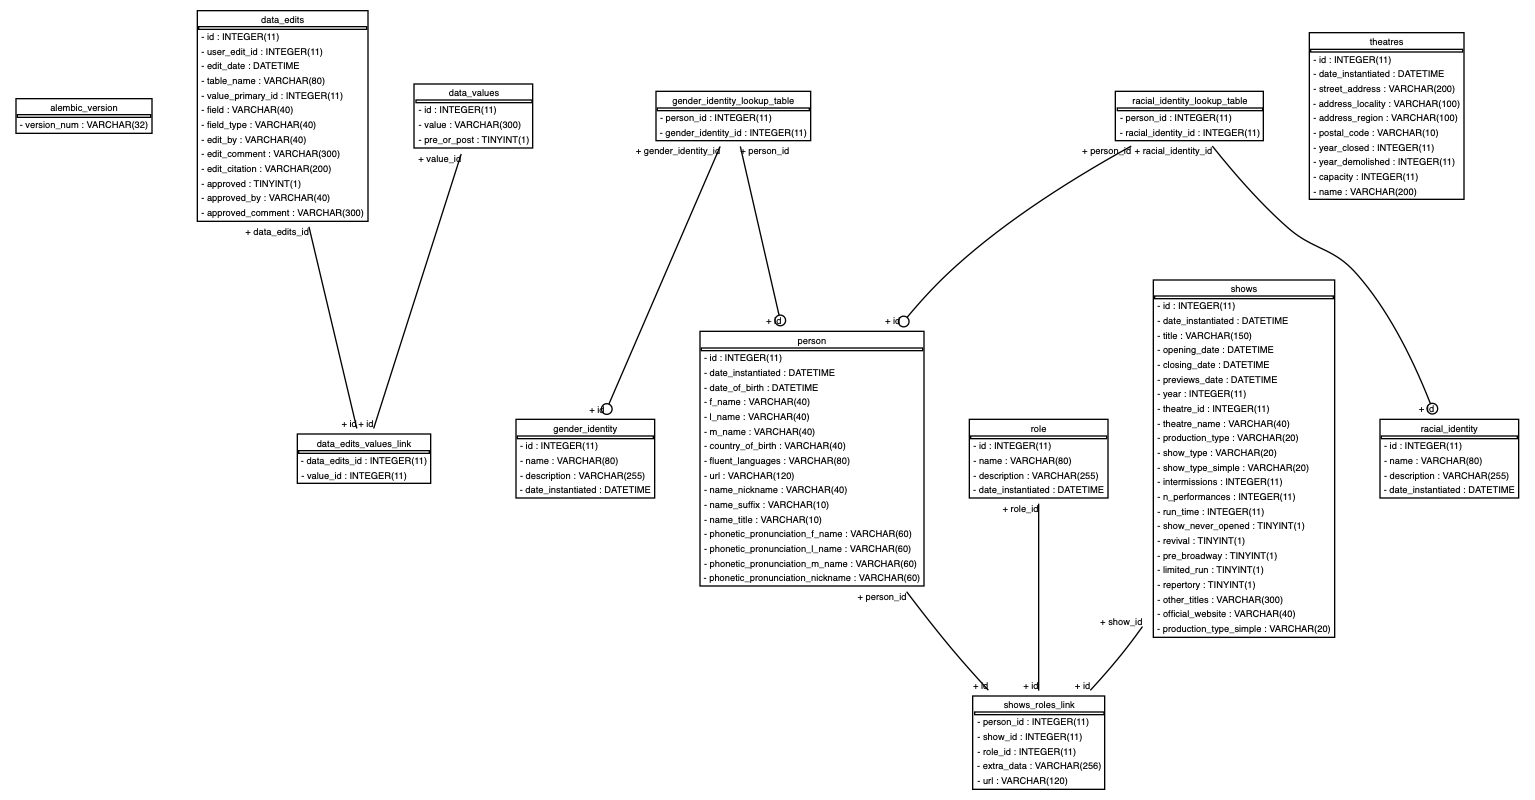 data_edits
- id : INTEGER(11)
- user_edit_id : INTEGER(11)
- edit_date : DATETIME
- table_name : VARCHAR(80)
- value_primary_id : INTEGER(11)
- field : VARCHAR(40)
- field_type : VARCHAR(40)
- edit_by : VARCHAR(40)
- edit_comment : VARCHAR(300)
- edit_citation : VARCHAR(200)
- approved : TINYINT(1)
- approved_by : VARCHAR(40)
- approved_comment : VARCHAR(300)
+ data_edits_id
alembic_version
- version_num : VARCHAR(32)
data_values
- id : INTEGER(11)
- value : VARCHAR(300)
- pre_or_post : TINYINT(1)
+ value_id
gender_identity_lookup_table
- person_id : INTEGER(11)
- gender_identity_id : INTEGER(11)
+ gender_identity_id
+ person_id
racial_identity_lookup_table
- person_id : INTEGER(11)
- racial_identity_id : INTEGER(11)
+ person_id
+ racial_identity_id
theatres
- id : INTEGER(11)
- date_instantiated : DATETIME
- street_address : VARCHAR(200)
- address_locality : VARCHAR(100)
- address_region : VARCHAR(100)
- postal_code : VARCHAR(10)
- year_closed : INTEGER(11)
- year_demolished : INTEGER(11)
- capacity : INTEGER(11)
- name : VARCHAR(200)
+ id
+ id
data_edits_values_link
- data_edits_id : INTEGER(11)
- value_id : INTEGER(11)
+ id
gender_identity
- id : INTEGER(11)
- name : VARCHAR(80)
- description : VARCHAR(255)
- date_instantiated : DATETIME
+ id
+ id
person
- id : INTEGER(11)
- date_instantiated : DATETIME
- date_of_birth : DATETIME
- f_name : VARCHAR(40)
- l_name : VARCHAR(40)
- m_name : VARCHAR(40)
- country_of_birth : VARCHAR(40)
- fluent_languages : VARCHAR(80)
- url : VARCHAR(120)
- name_nickname : VARCHAR(40)
- name_suffix : VARCHAR(10)
- name_title : VARCHAR(10)
- phonetic_pronunciation_f_name : VARCHAR(60)
- phonetic_pronunciation_l_name : VARCHAR(60)
- phonetic_pronunciation_m_name : VARCHAR(60)
- phonetic_pronunciation_nickname : VARCHAR(60)
+ person_id
role
- id : INTEGER(11)
- name : VARCHAR(80)
- description : VARCHAR(255)
- date_instantiated : DATETIME
+ role_id
shows
- id : INTEGER(11)
- date_instantiated : DATETIME
- title : VARCHAR(150)
- opening_date : DATETIME
- closing_date : DATETIME
- previews_date : DATETIME
- year : INTEGER(11)
- theatre_id : INTEGER(11)
- theatre_name : VARCHAR(40)
- production_type : VARCHAR(20)
- show_type : VARCHAR(20)
- show_type_simple : VARCHAR(20)
- intermissions : INTEGER(11)
- n_performances : INTEGER(11)
- run_time : INTEGER(11)
- show_never_opened : TINYINT(1)
- revival : TINYINT(1)
- pre_broadway : TINYINT(1)
- limited_run : TINYINT(1)
- repertory : TINYINT(1)
- other_titles : VARCHAR(300)
- official_website : VARCHAR(40)
- production_type_simple : VARCHAR(20)
+ show_id
+ id
racial_identity
- id : INTEGER(11)
- name : VARCHAR(80)
- description : VARCHAR(255)
- date_instantiated : DATETIME
+ id
+ id
+ id
shows_roles_link
- person_id : INTEGER(11)
- show_id : INTEGER(11)
- role_id : INTEGER(11)
- extra_data : VARCHAR(256)
- url : VARCHAR(120)